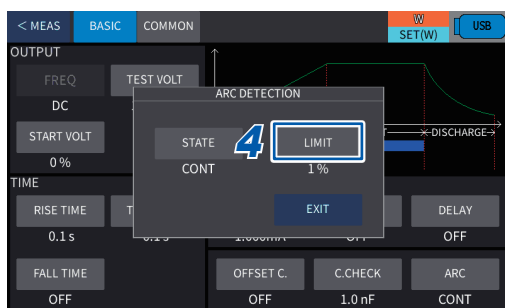 < MEAS BASIC COMMON W SET(W) USB
OUTPUT
FREQ TEST VOLT
DC
ARC DETECTION
START VOLT STATE 4 LIMIT DISCHARGE
0 % CONT 1 %
TIME
RISE TIME EXIT DELAY
0.1 s OFF
FALL TIME OFFSET C. C.CHECK ARC
OFF OFF 1.0 nF CONT